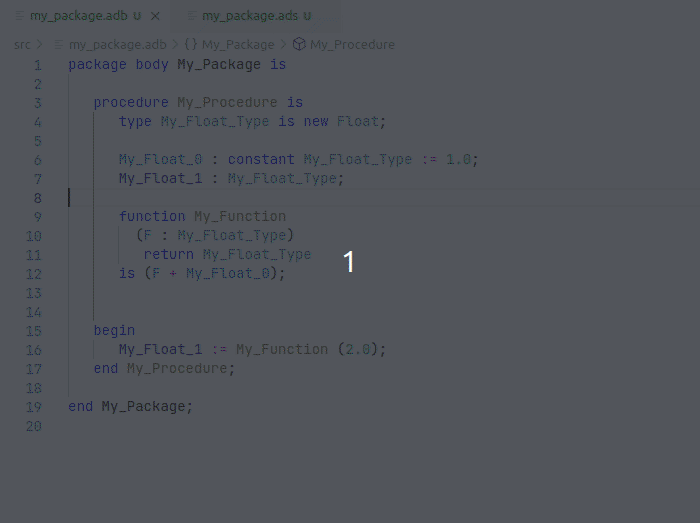 my_package.adb U
my_package.ads U
src > my_package.adb > {} My_Package > My_Procedure
1 package body My_Package is
2
3 procedure My_Procedure is
4 type My_Float_Type is new Float;
5
6 My_Float_0 : constant My_Float_Type := 1.0;
7 My_Float_1 : My_Float_Type;
8
9 function My_Function
10 (F : My_Float_Type)
11 return My_Float_Type
12 is (F + My_Float_0);
13
14
15 begin
16 My_Float_1 := My_Function (2.0);
17 end My_Procedure;
18
19 end My_Package;
20
1